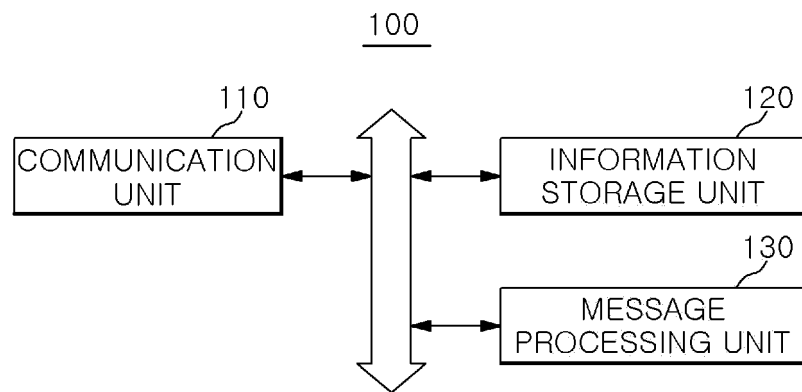 100
110
COMMUNICATION
UNIT
120
INFORMATION
STORAGE UNIT
130
MESSAGE
PROCESSING UNIT